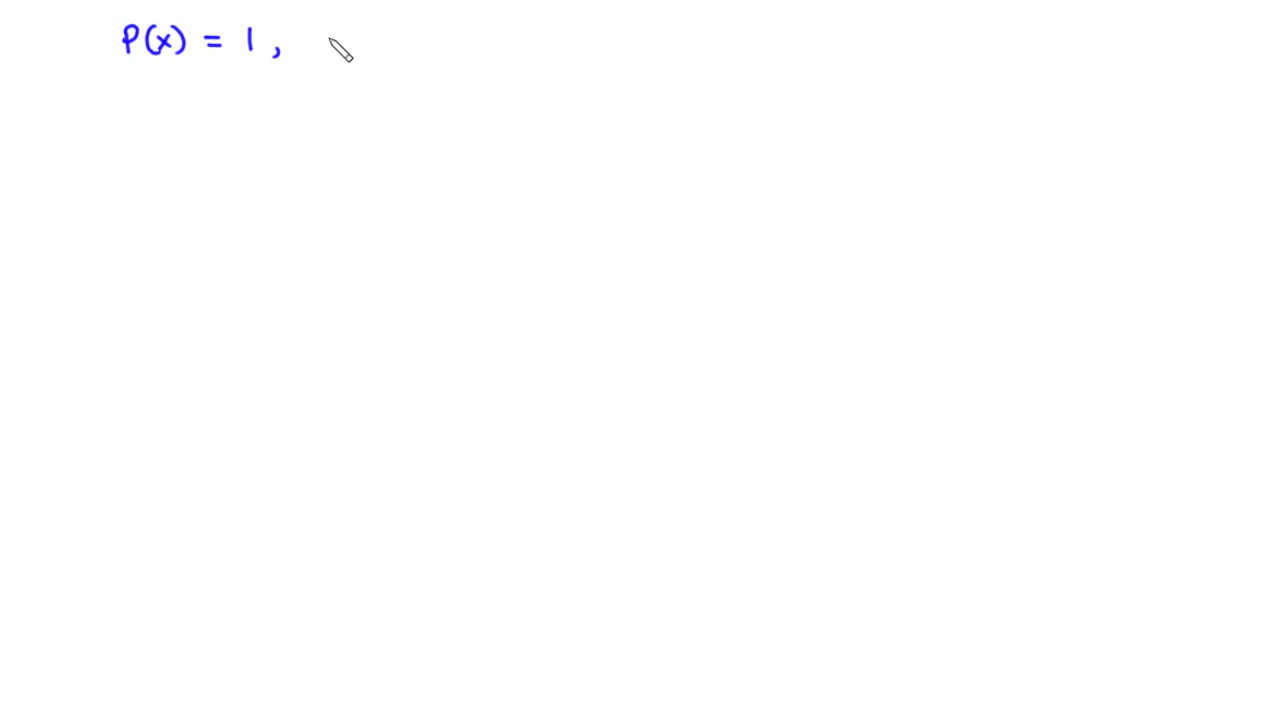 P(x) = 1,